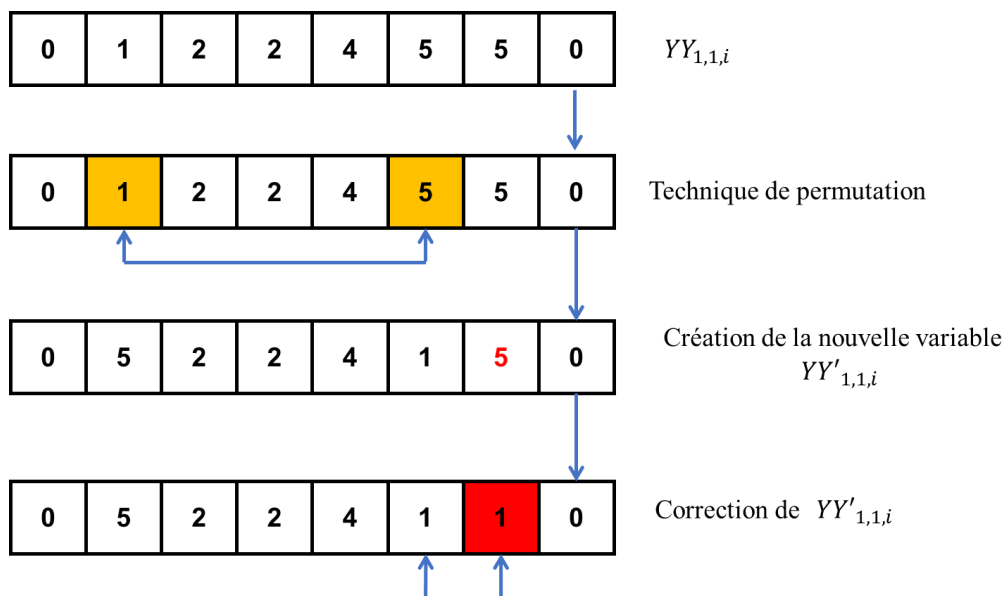 0 1 2 2 4 5 5 0 YY1,1,i
0 1 2 2 4 5 5 0 Technique de permutation
0 5 2 2 4 1 5 0 Création de la nouvelle variable
YY′1,1,i
0 5 2 2 4 1 1 0 Correction de YY′1,1,i